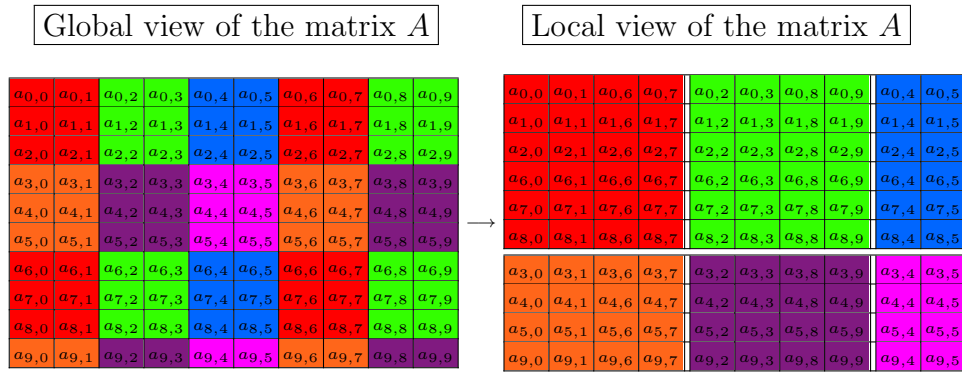 Global view of the matrix A
Local view of the matrix A
a0,0 a0,1 a0,2 a0,3 a0,4 a0,5 a0,6 a0,7 a0,8 a0,9
a1,0 a1,1 a1,2 a1,3 a1,4 a1,5 a1,6 a1,7 a1,8 a1,9
a2,0 a2,1 a2,2 a2,3 a2,4 a2,5 a2,6 a2,7 a2,8 a2,9
a3,0 a3,1 a3,2 a3,3 a3,4 a3,5 a3,6 a3,7 a3,8 a3,9
a4,0 a4,1 a4,2 a4,3 a4,4 a4,5 a4,6 a4,7 a4,8 a4,9
a5,0 a5,1 a5,2 a5,3 a5,4 a5,5 a5,6 a5,7 a5,8 a5,9
a6,0 a6,1 a6,2 a6,3 a6,4 a6,5 a6,6 a6,7 a6,8 a6,9
a7,0 a7,1 a7,2 a7,3 a7,4 a7,5 a7,6 a7,7 a7,8 a7,9
a8,0 a8,1 a8,2 a8,3 a8,4 a8,5 a8,6 a8,7 a8,8 a8,9
a9,0 a9,1 a9,2 a9,3 a9,4 a9,5 a9,6 a9,7 a9,8 a9,9
→
a0,0 a0,1 a0,6 a0,7 a0,2 a0,3 a0,8 a0,9 a0,4 a0,5
a1,0 a1,1 a1,6 a1,7 a1,2 a1,3 a1,8 a1,9 a1,4 a1,5
a2,0 a2,1 a2,6 a2,7 a2,2 a2,3 a2,8 a2,9 a2,4 a2,5
a6,0 a6,1 a6,6 a6,7 a6,2 a6,3 a6,8 a6,9 a6,4 a6,5
a7,0 a7,1 a7,6 a7,7 a7,2 a7,3 a7,8 a7,9 a7,4 a7,5
a8,0 a8,1 a8,6 a8,7 a8,2 a8,3 a8,8 a8,9 a8,4 a8,5
a3,0 a3,1 a3,6 a3,7 a3,2 a3,3 a3,8 a3,9 a3,4 a3,5
a4,0 a4,1 a4,6 a4,7 a4,2 a4,3 a4,8 a4,9 a4,4 a4,5
a5,0 a5,1 a5,6 a5,7 a5,2 a5,3 a5,8 a5,9 a5,4 a5,5
a9,0 a9,1 a9,6 a9,7 a9,2 a9,3 a9,8 a9,9 a9,4 a9,5